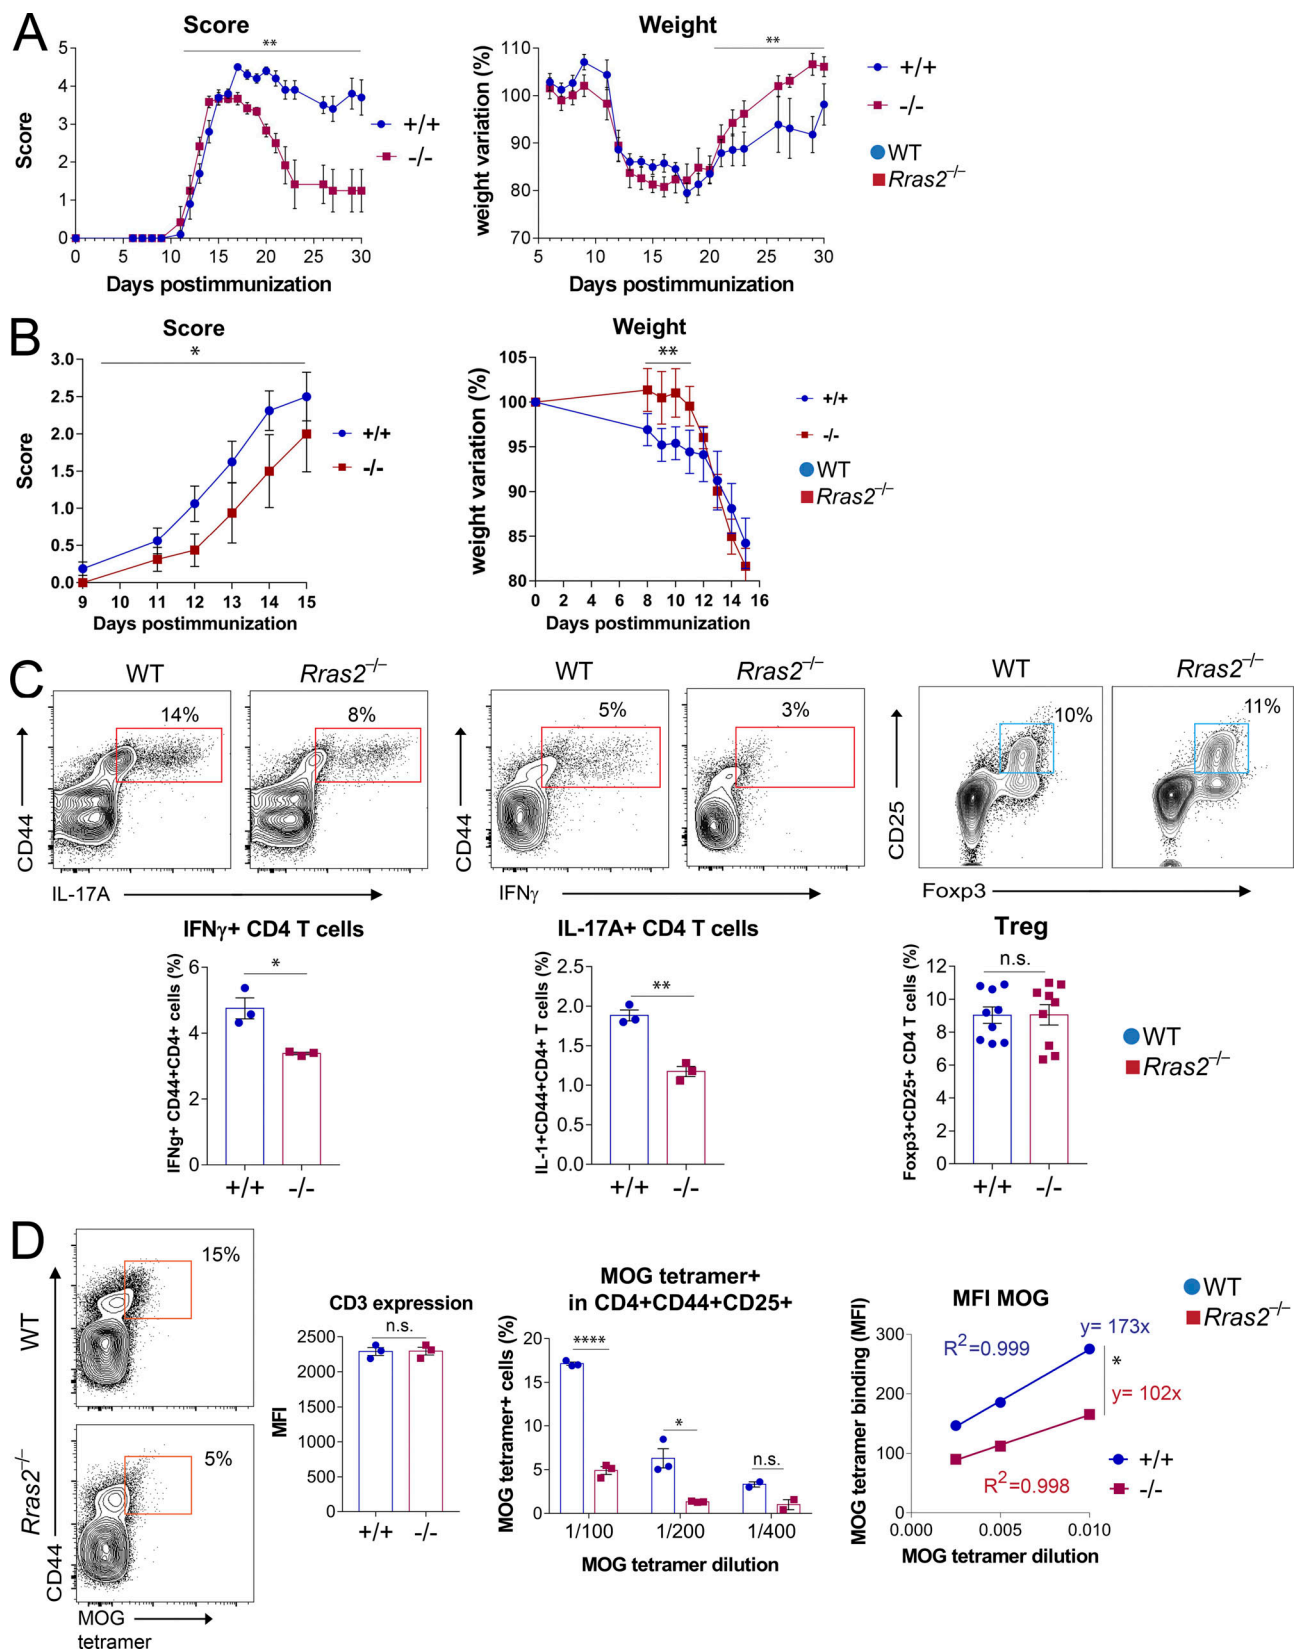 A
Score
**
Score
5
4
3
2
1
0
0
5
10
15
20
25
30
Days postimmunization
+/+
-/-
Weight
**
weight variation (%)
110
100
90
80
70
5
10
15
20
25
30
Days postimmunization
+/+
-/-
WT
Rras2–/–
B
Score
*
Score
3.0
2.5
2.0
1.5
1.0
0.5
0.0
9
10
11
12
13
14
15
Days postimmunization
+/+
-/-
Weight
**
weight variation (%)
105
100
95
90
85
80
0
2
4
6
8
10
12
14
16
Days postimmunization
+/+
-/-
WT
Rras2–/–
C
WT
Rras2–/–
14%
8%
CD44
IL-17A
WT
Rras2–/–
5%
3%
CD44
IFNγ
WT
Rras2–/–
10%
11%
CD25
Foxp3
IFNγ+ CD4 T cells
*
IFNg+ CD44+CD4+ cells (%)
6
4
2
0
+/+
-/-
IL-17A+ CD4 T cells
**
IL-1+CD44+CD4+ T cells (%)
2.5
2.0
1.5
1.0
0.5
0.0
+/+
-/-
Treg
n.s.
Foxp3+CD25+ CD4 T cells (%)
12
10
8
6
4
2
0
+/+
-/-
WT
Rras2–/–
D
WT
15%
Rras2–/–
5%
CD44
MOG
tetramer
CD3 expression
n.s.
MFI
2500
2000
1500
1000
500
0
+/+
-/-
MOG tetramer+
in CD4+CD44+CD25+
****
*
n.s.
MOG tetramer+ cells (%)
20
15
10
5
0
1/100
1/200
1/400
MOG tetramer dilution
MFI MOG
MOG tetramer binding (MFI)
300
200
100
0
R2=0.999
y= 173x
*
y= 102x
R2=0.998
0.000
0.005
0.010
MOG tetramer dilution
+/+
-/-
WT
Rras2–/–